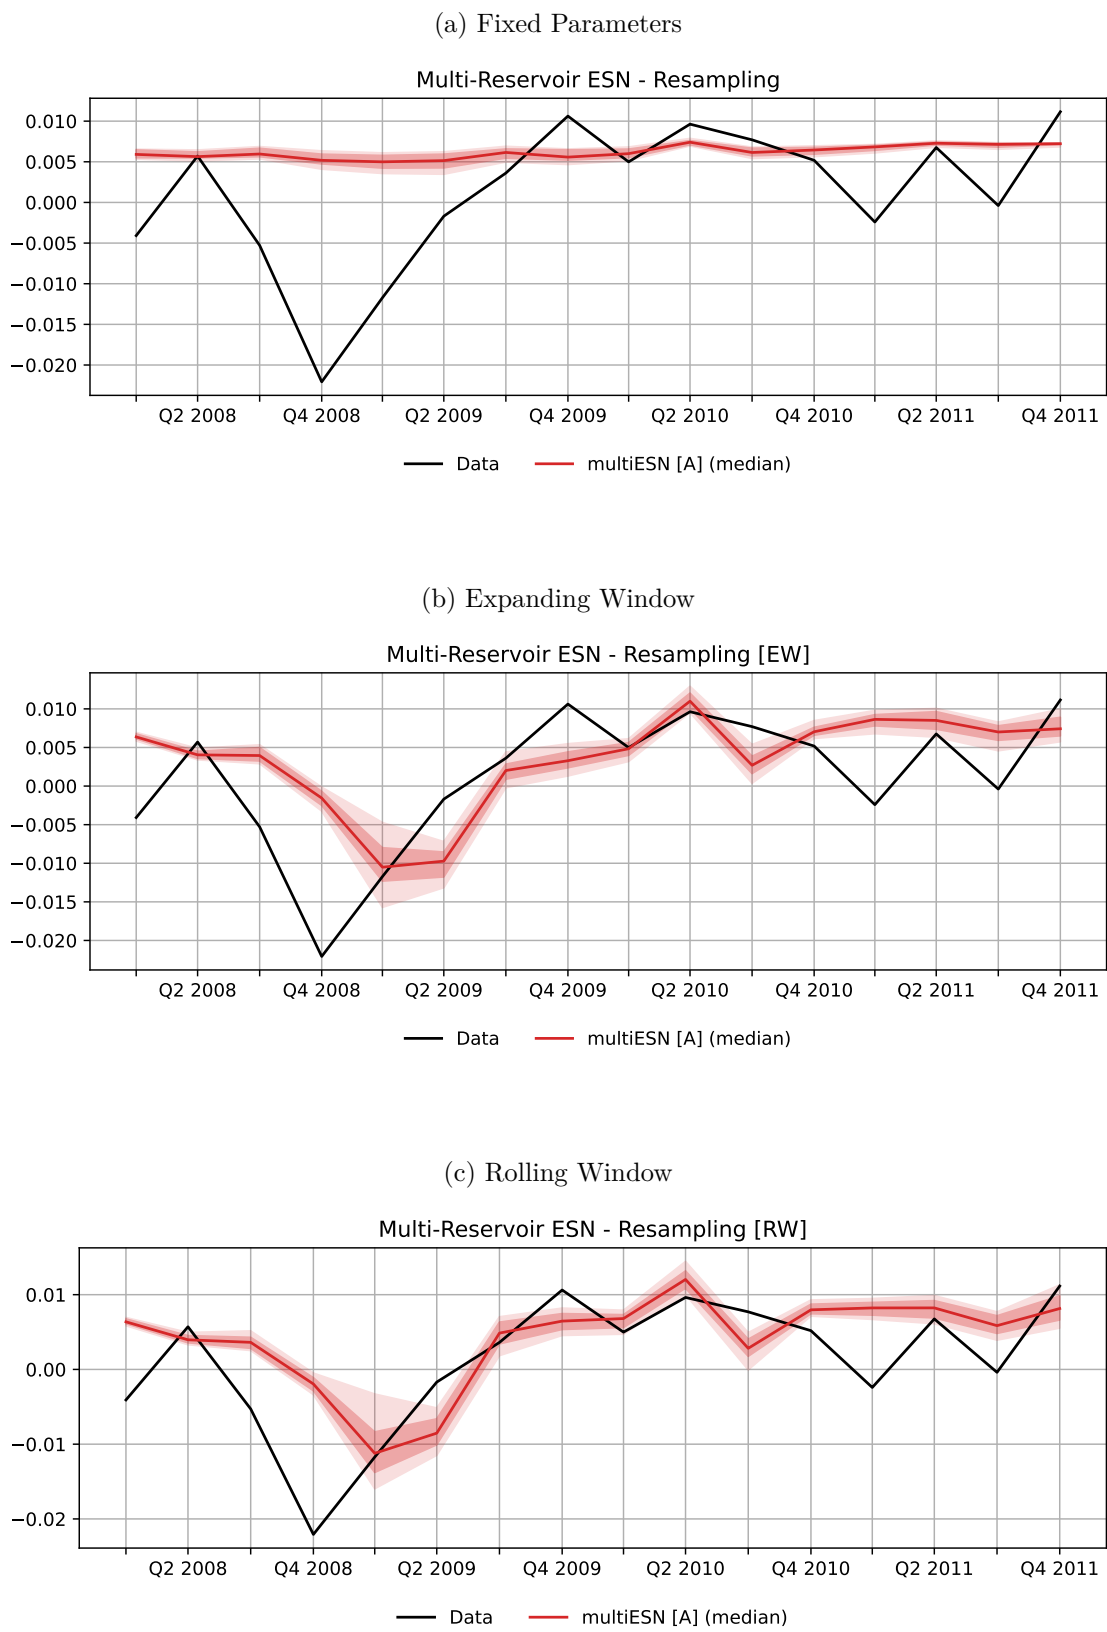 (a) Fixed Parameters
Multi-Reservoir ESN - Resampling
0.010
0.005
0.000
−0.005
−0.010
−0.015
−0.020
Q2 2008 Q4 2008 Q2 2009 Q4 2009 Q2 2010 Q4 2010 Q2 2011 Q4 2011
Data multiESN [A] (median)
(b) Expanding Window
Multi-Reservoir ESN - Resampling [EW]
0.010
0.005
0.000
−0.005
−0.010
−0.015
−0.020
Q2 2008 Q4 2008 Q2 2009 Q4 2009 Q2 2010 Q4 2010 Q2 2011 Q4 2011
Data multiESN [A] (median)
(c) Rolling Window
Multi-Reservoir ESN - Resampling [RW]
0.01
0.00
−0.01
−0.02
Q2 2008 Q4 2008 Q2 2009 Q4 2009 Q2 2010 Q4 2010 Q2 2011 Q4 2011
Data multiESN [A] (median)